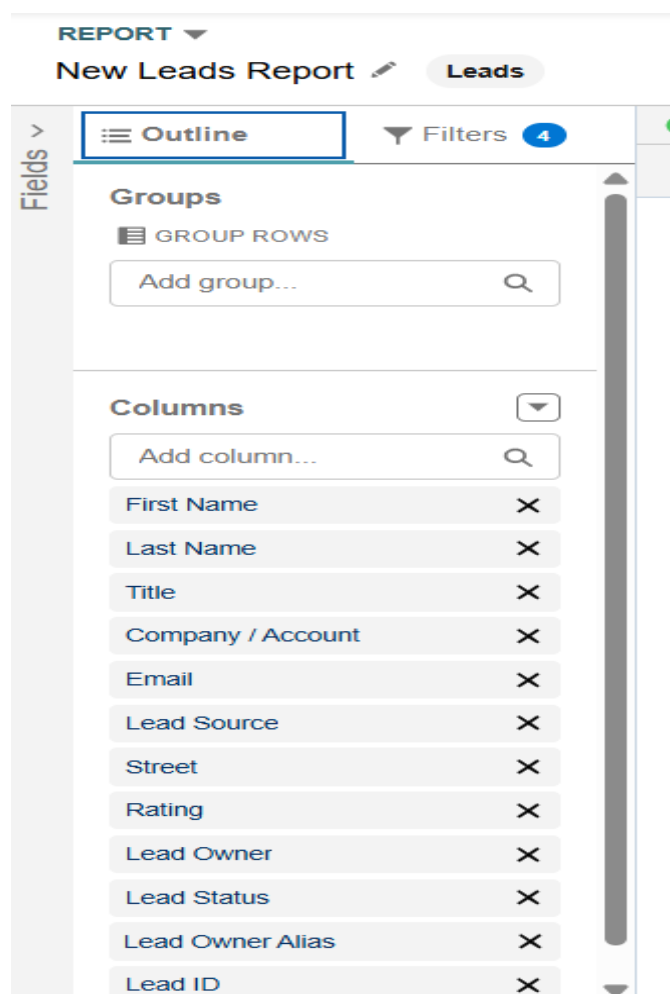 REPORT
New Leads Report Leads
Fields
Outline Filters 4
Groups
GROUP ROWS
Add group...
Columns
Add column...
First Name
Last Name
Title
Company / Account
Email
Lead Source
Street
Rating
Lead Owner
Lead Status
Lead Owner Alias
Lead ID